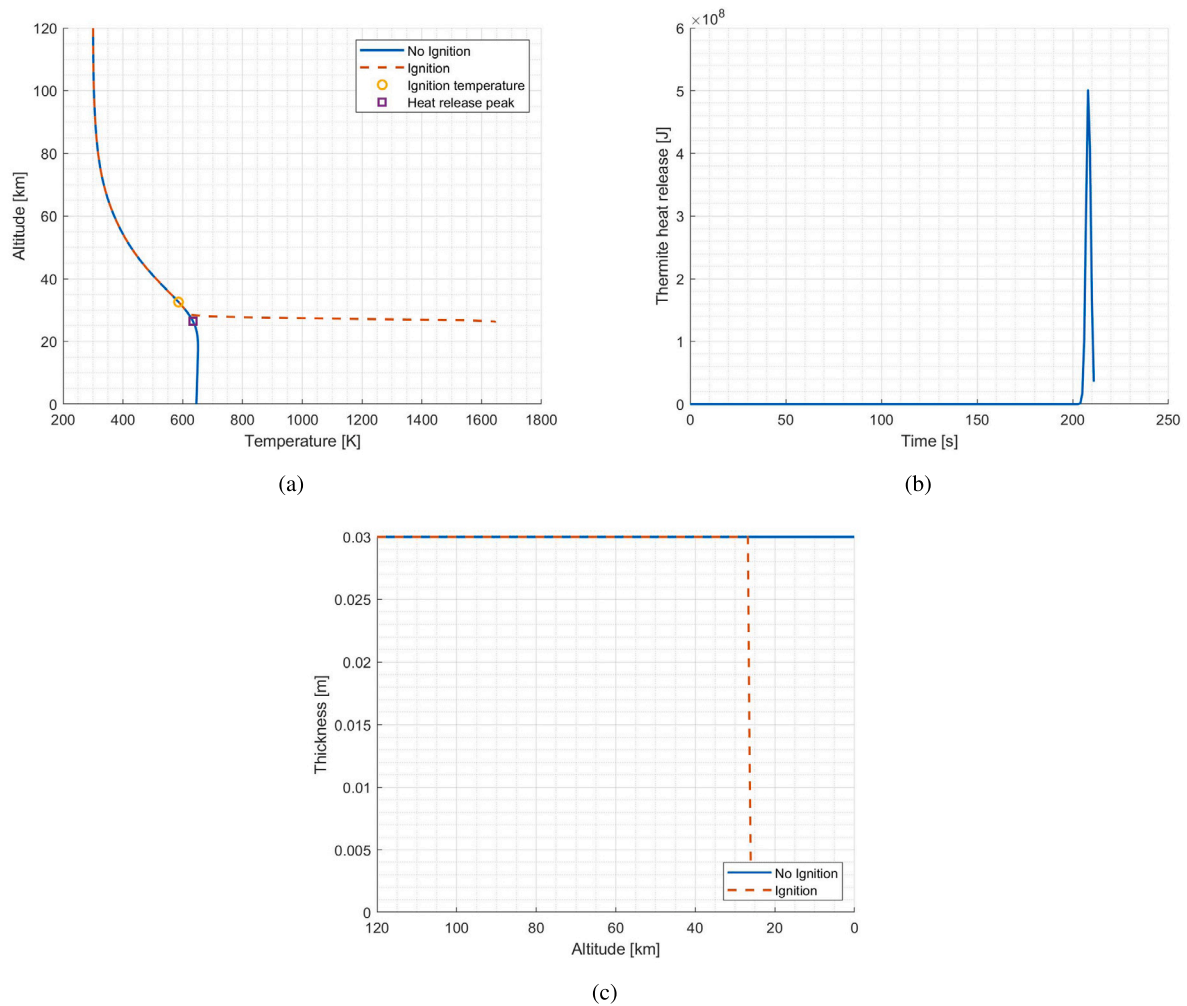 120
100
80
60
40
20
0
Altitude [km]
200 400 600 800 1000 1200 1400 1600 1800
Temperature [K]
No Ignition
Ignition
Ignition temperature
Heat release peak
(a)
×10⁸
6
5
4
3
2
1
0
Thermite heat release [J]
0 50 100 150 200 250
Time [s]
(b)
0.03
0.025
0.02
0.015
0.01
0.005
0
Thickness [m]
No Ignition
Ignition
120 100 80 60 40 20 0
Altitude [km]
(c)